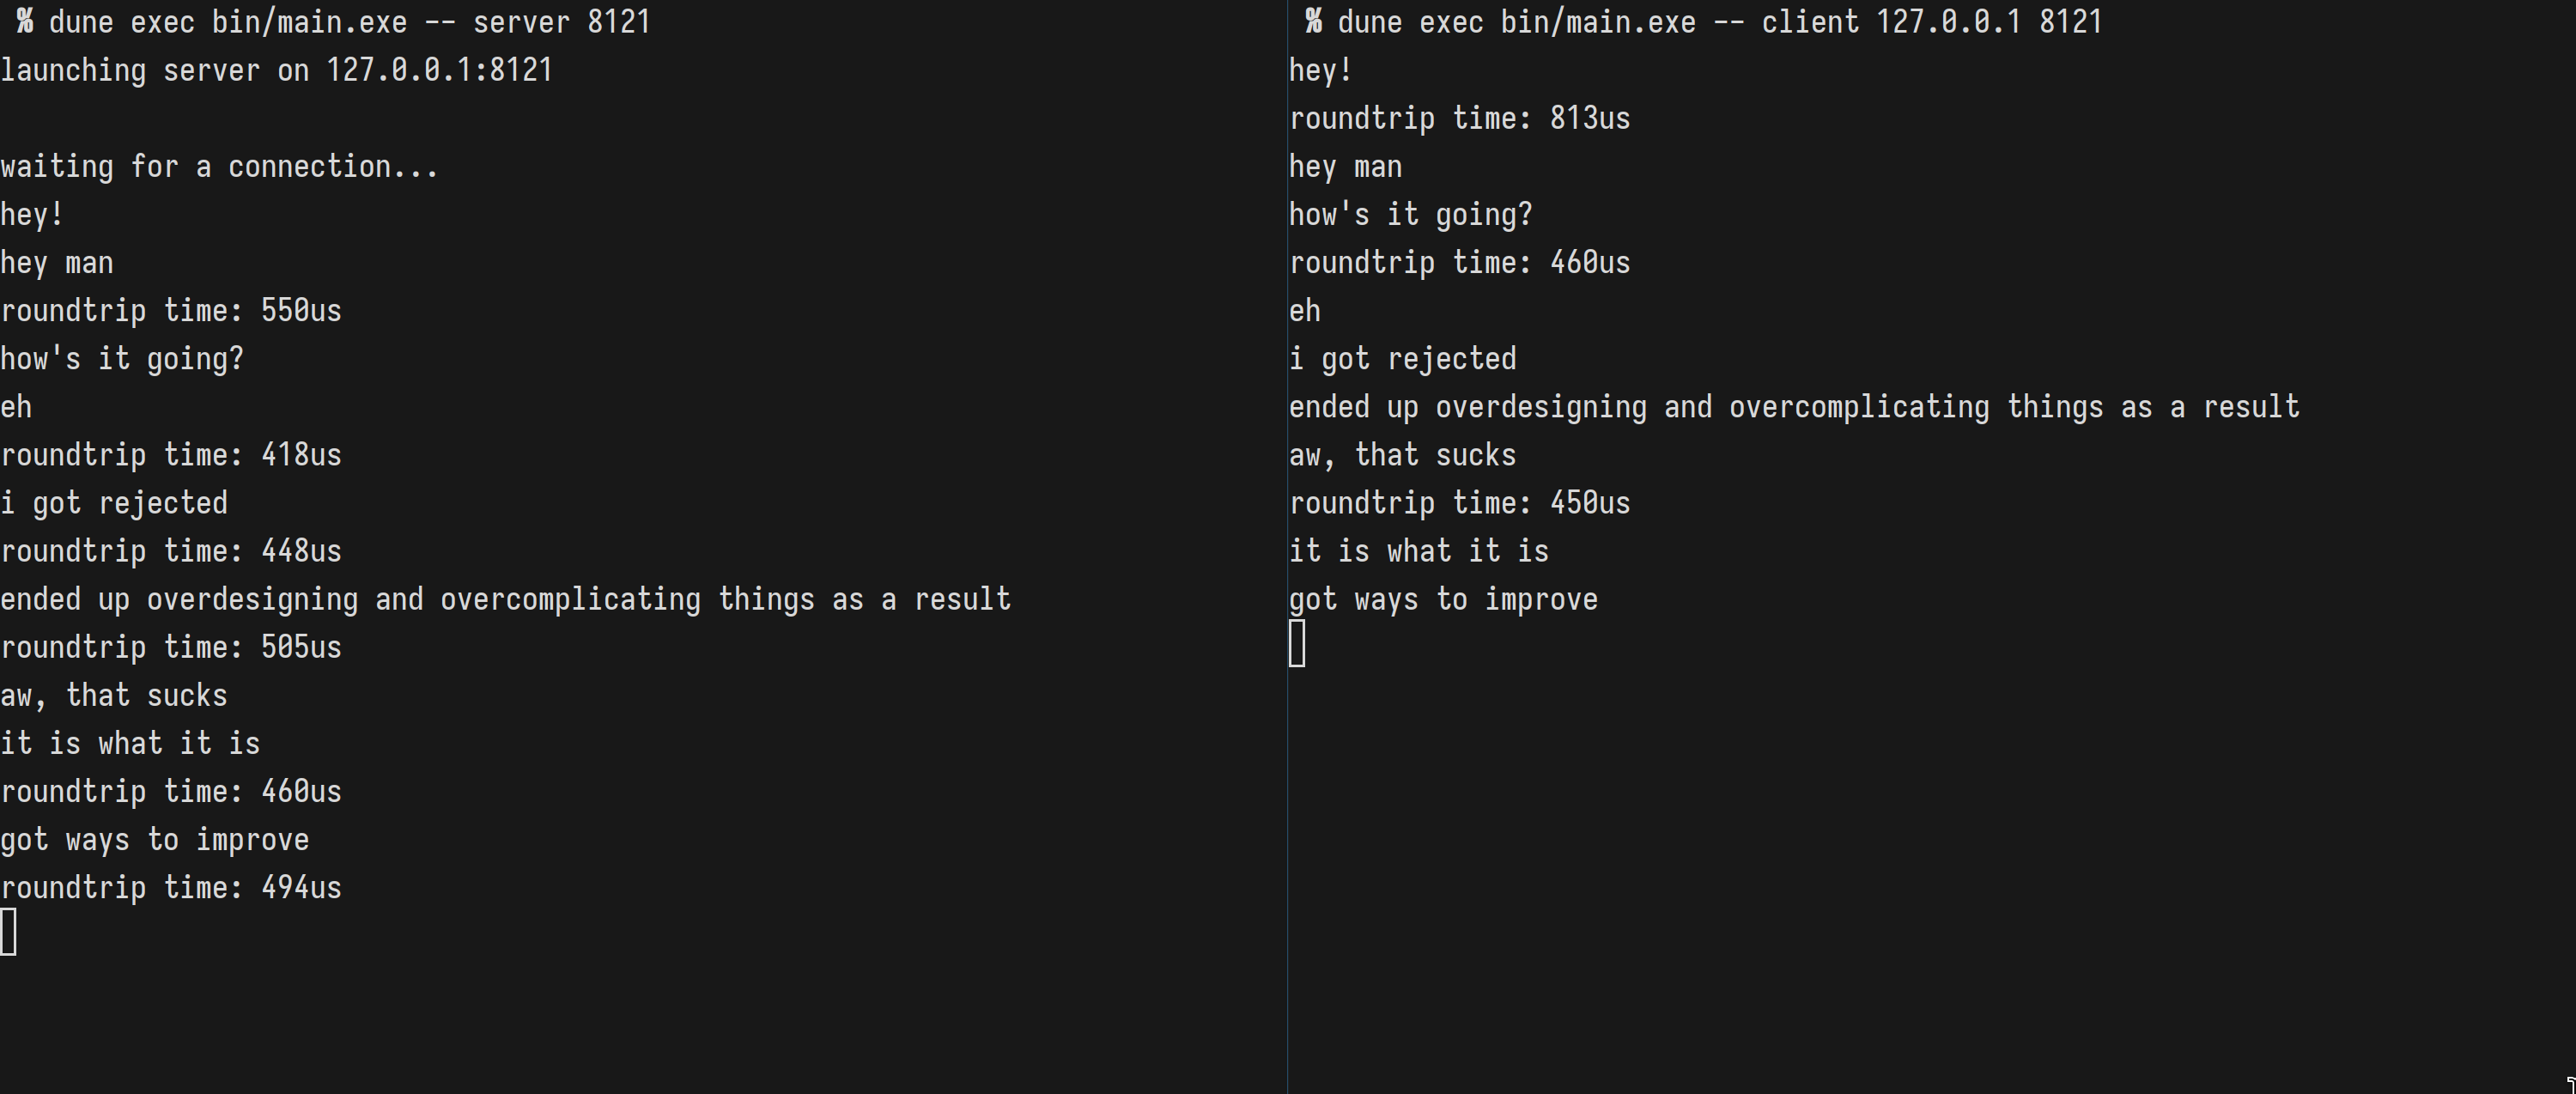 % dune exec bin/main.exe -- server 8121
launching server on 127.0.0.1:8121
waiting for a connection...
hey!
hey man
roundtrip time: 550us
how's it going?
eh
roundtrip time: 418us
i got rejected
roundtrip time: 448us
ended up overdesigning and overcomplicating things as a result
roundtrip time: 505us
aw, that sucks
it is what it is
roundtrip time: 460us
got ways to improve
roundtrip time: 494us
% dune exec bin/main.exe -- client 127.0.0.1 8121
hey!
roundtrip time: 813us
hey man
how's it going?
roundtrip time: 460us
eh
i got rejected
ended up overdesigning and overcomplicating things as a result
aw, that sucks
roundtrip time: 450us
it is what it is
got ways to improve